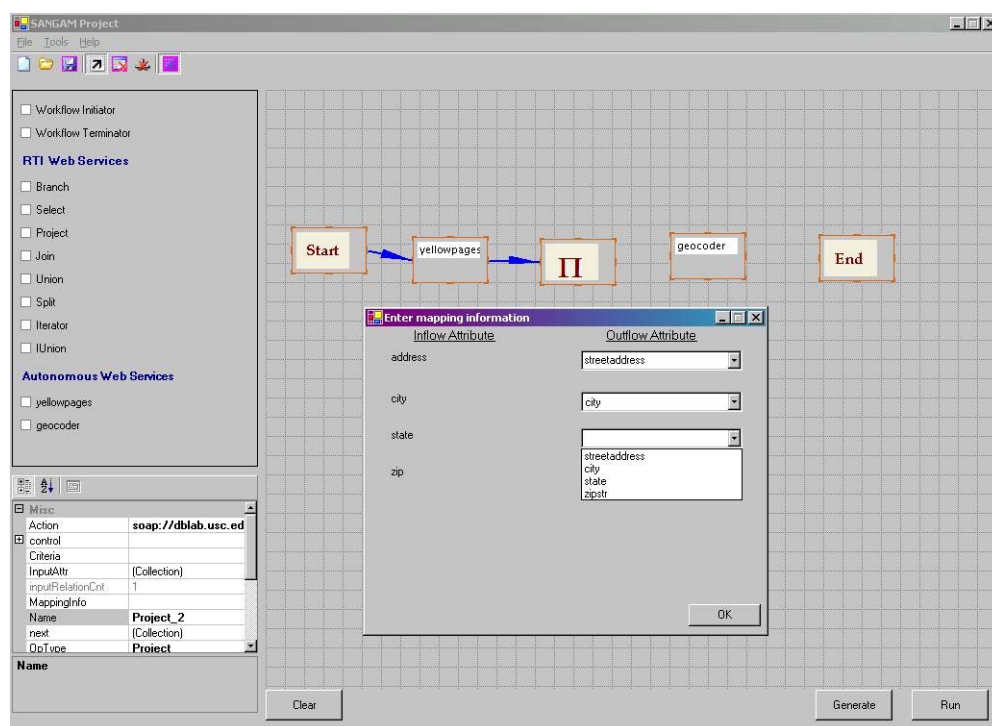 SANGAM Project
File Tools Help
Workflow Initiator
Workflow Terminator
RTI Web Services
Branch
Select
Project
Join
Union
Split
Iterator
IUnion
Autonomous Web Services
yellowpages
geocoder
Start
yellowpages
Π
geocoder
End
Enter mapping information
Inflow Attribute Outflow Attribute
address streetaddress
city city
state
streetaddress
city
state
zipstr
zip
OK
Misc
Action soap://dblab.usc.ed
control
Criteria
InputAttr (Collection)
inputRelationCnt 1
MappingInfo
Name Project_2
next (Collection)
OpType Project
Name
Clear Generate Run